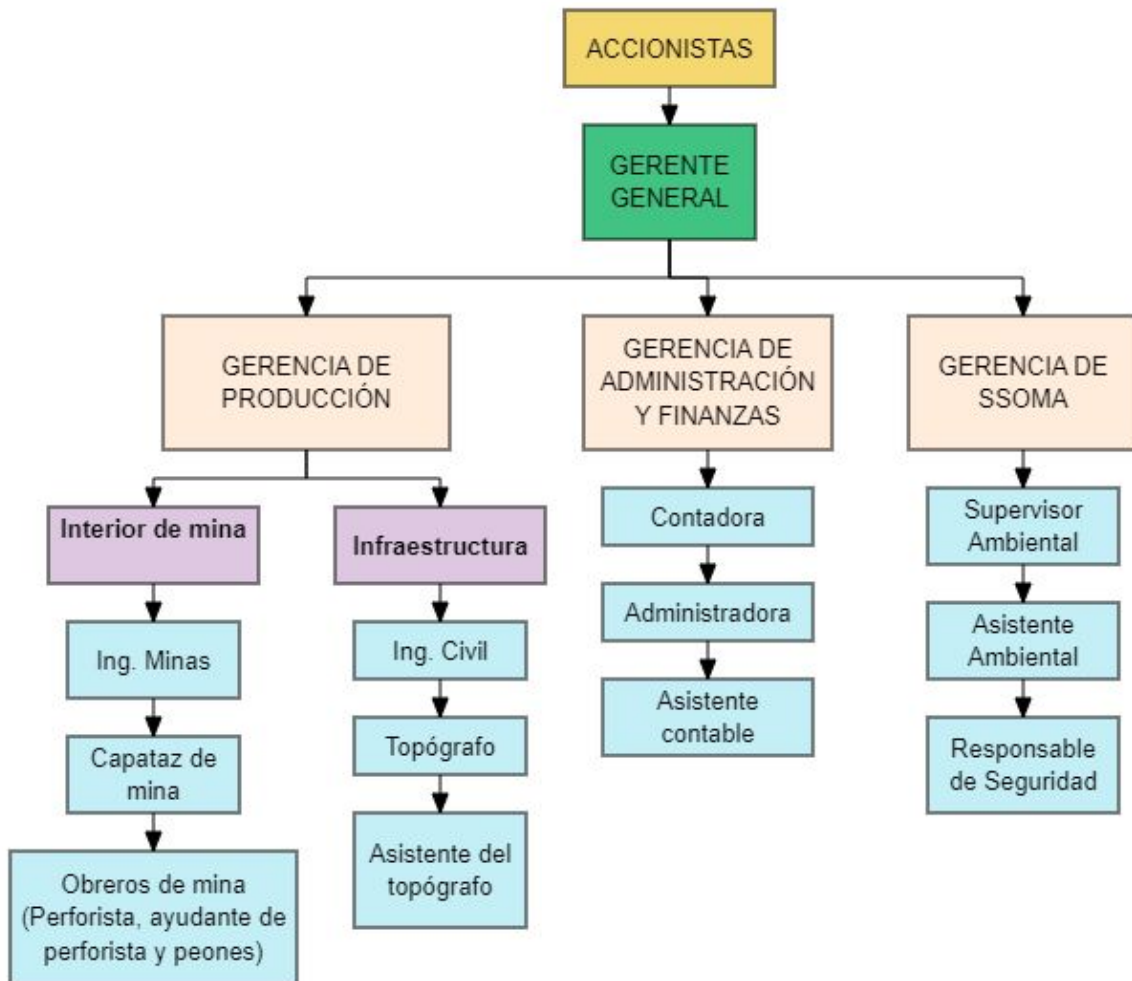 ACCIONISTAS
GERENTE
GENERAL
GERENCIA DE
PRODUCCIÓN
GERENCIA DE
ADMINISTRACIÓN
Y FINANZAS
GERENCIA DE
SSOMA
Interior de mina
Infraestructura
Contadora
Supervisor
Ambiental
Ing. Minas
Ing. Civil
Administradora
Asistente
Ambiental
Capataz de
mina
Topógrafo
Asistente
contable
Responsable
de Seguridad
Obreros de mina
(Perforista, ayudante de
perforista y peones)
Asistente del
topógrafo